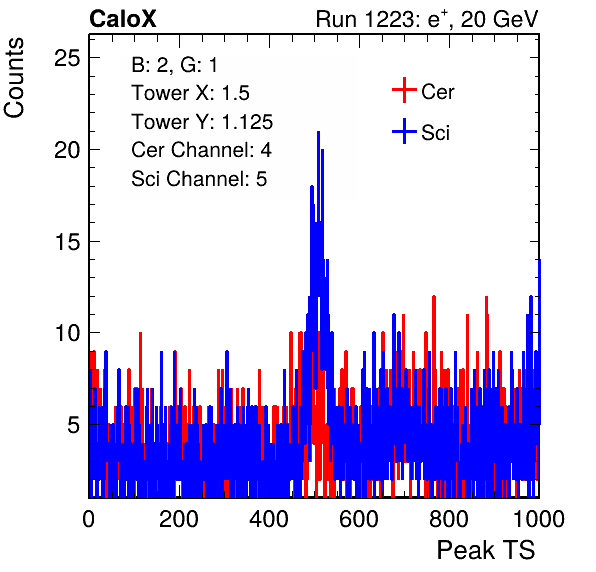 CaloX Run 1223: e+, 20 GeV
Counts
25
20
15
10
5
B: 2, G: 1
Tower X: 1.5
Tower Y: 1.125
Cer Channel: 4
Sci Channel: 5
Cer
Sci
0 200 400 600 800 1000
Peak TS